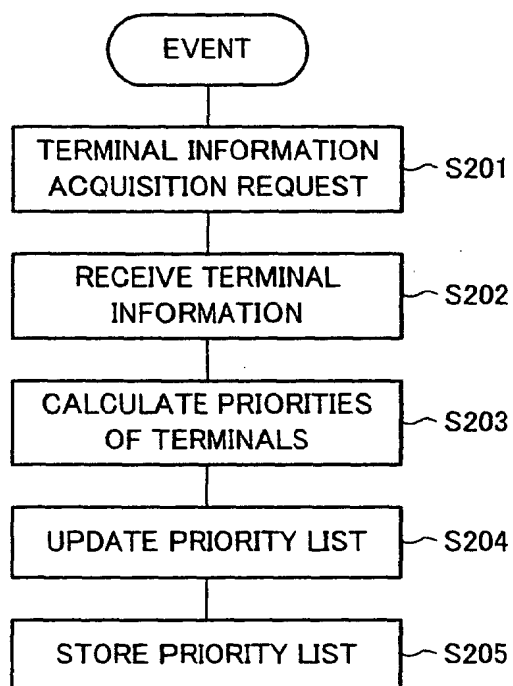 EVENT
TERMINAL INFORMATION
ACQUISITION REQUEST
S201
RECEIVE TERMINAL
INFORMATION
S202
CALCULATE PRIORITIES
OF TERMINALS
S203
UPDATE PRIORITY LIST
S204
STORE PRIORITY LIST
S205